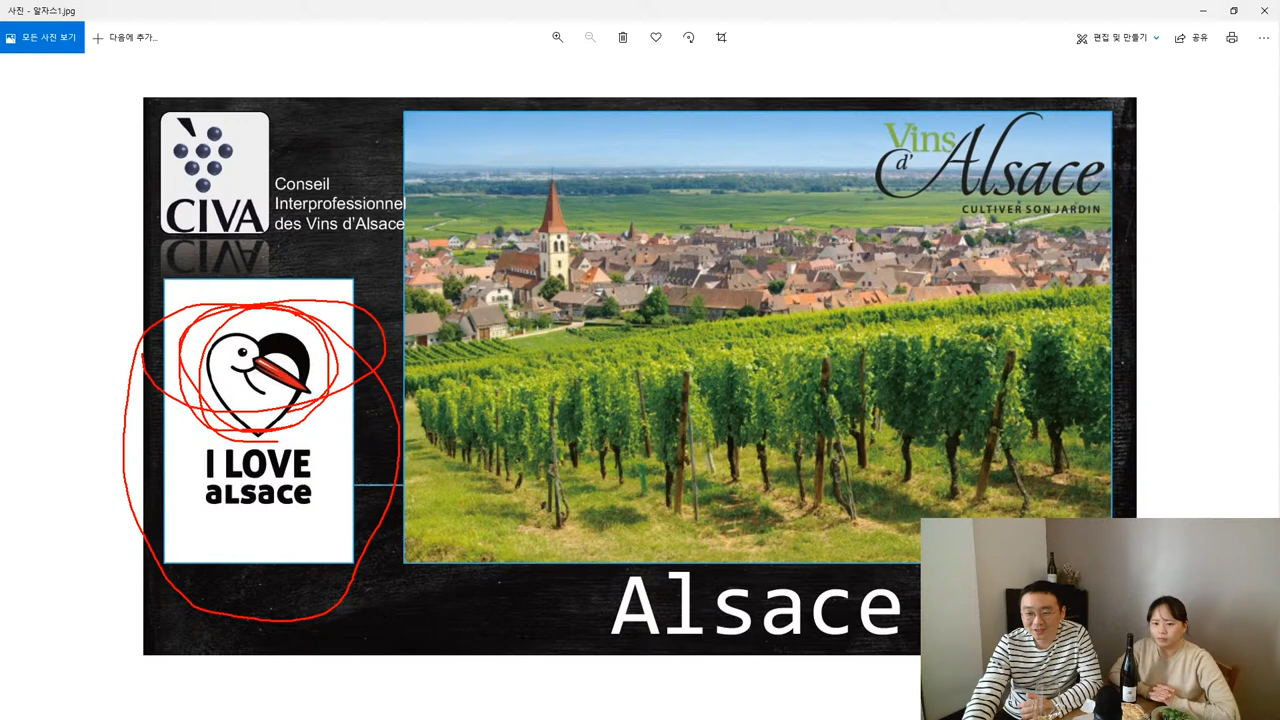 사진 - 알자스1.jpg
모든 사진 보기
다음에 추가...
편집 및 만들기
공유
CIVA
Conseil
Interprofessionnel
des Vins d'Alsace
Vins
d'Alsace
CULTIVER SON JARDIN
I LOVE
aLsace
Alsace